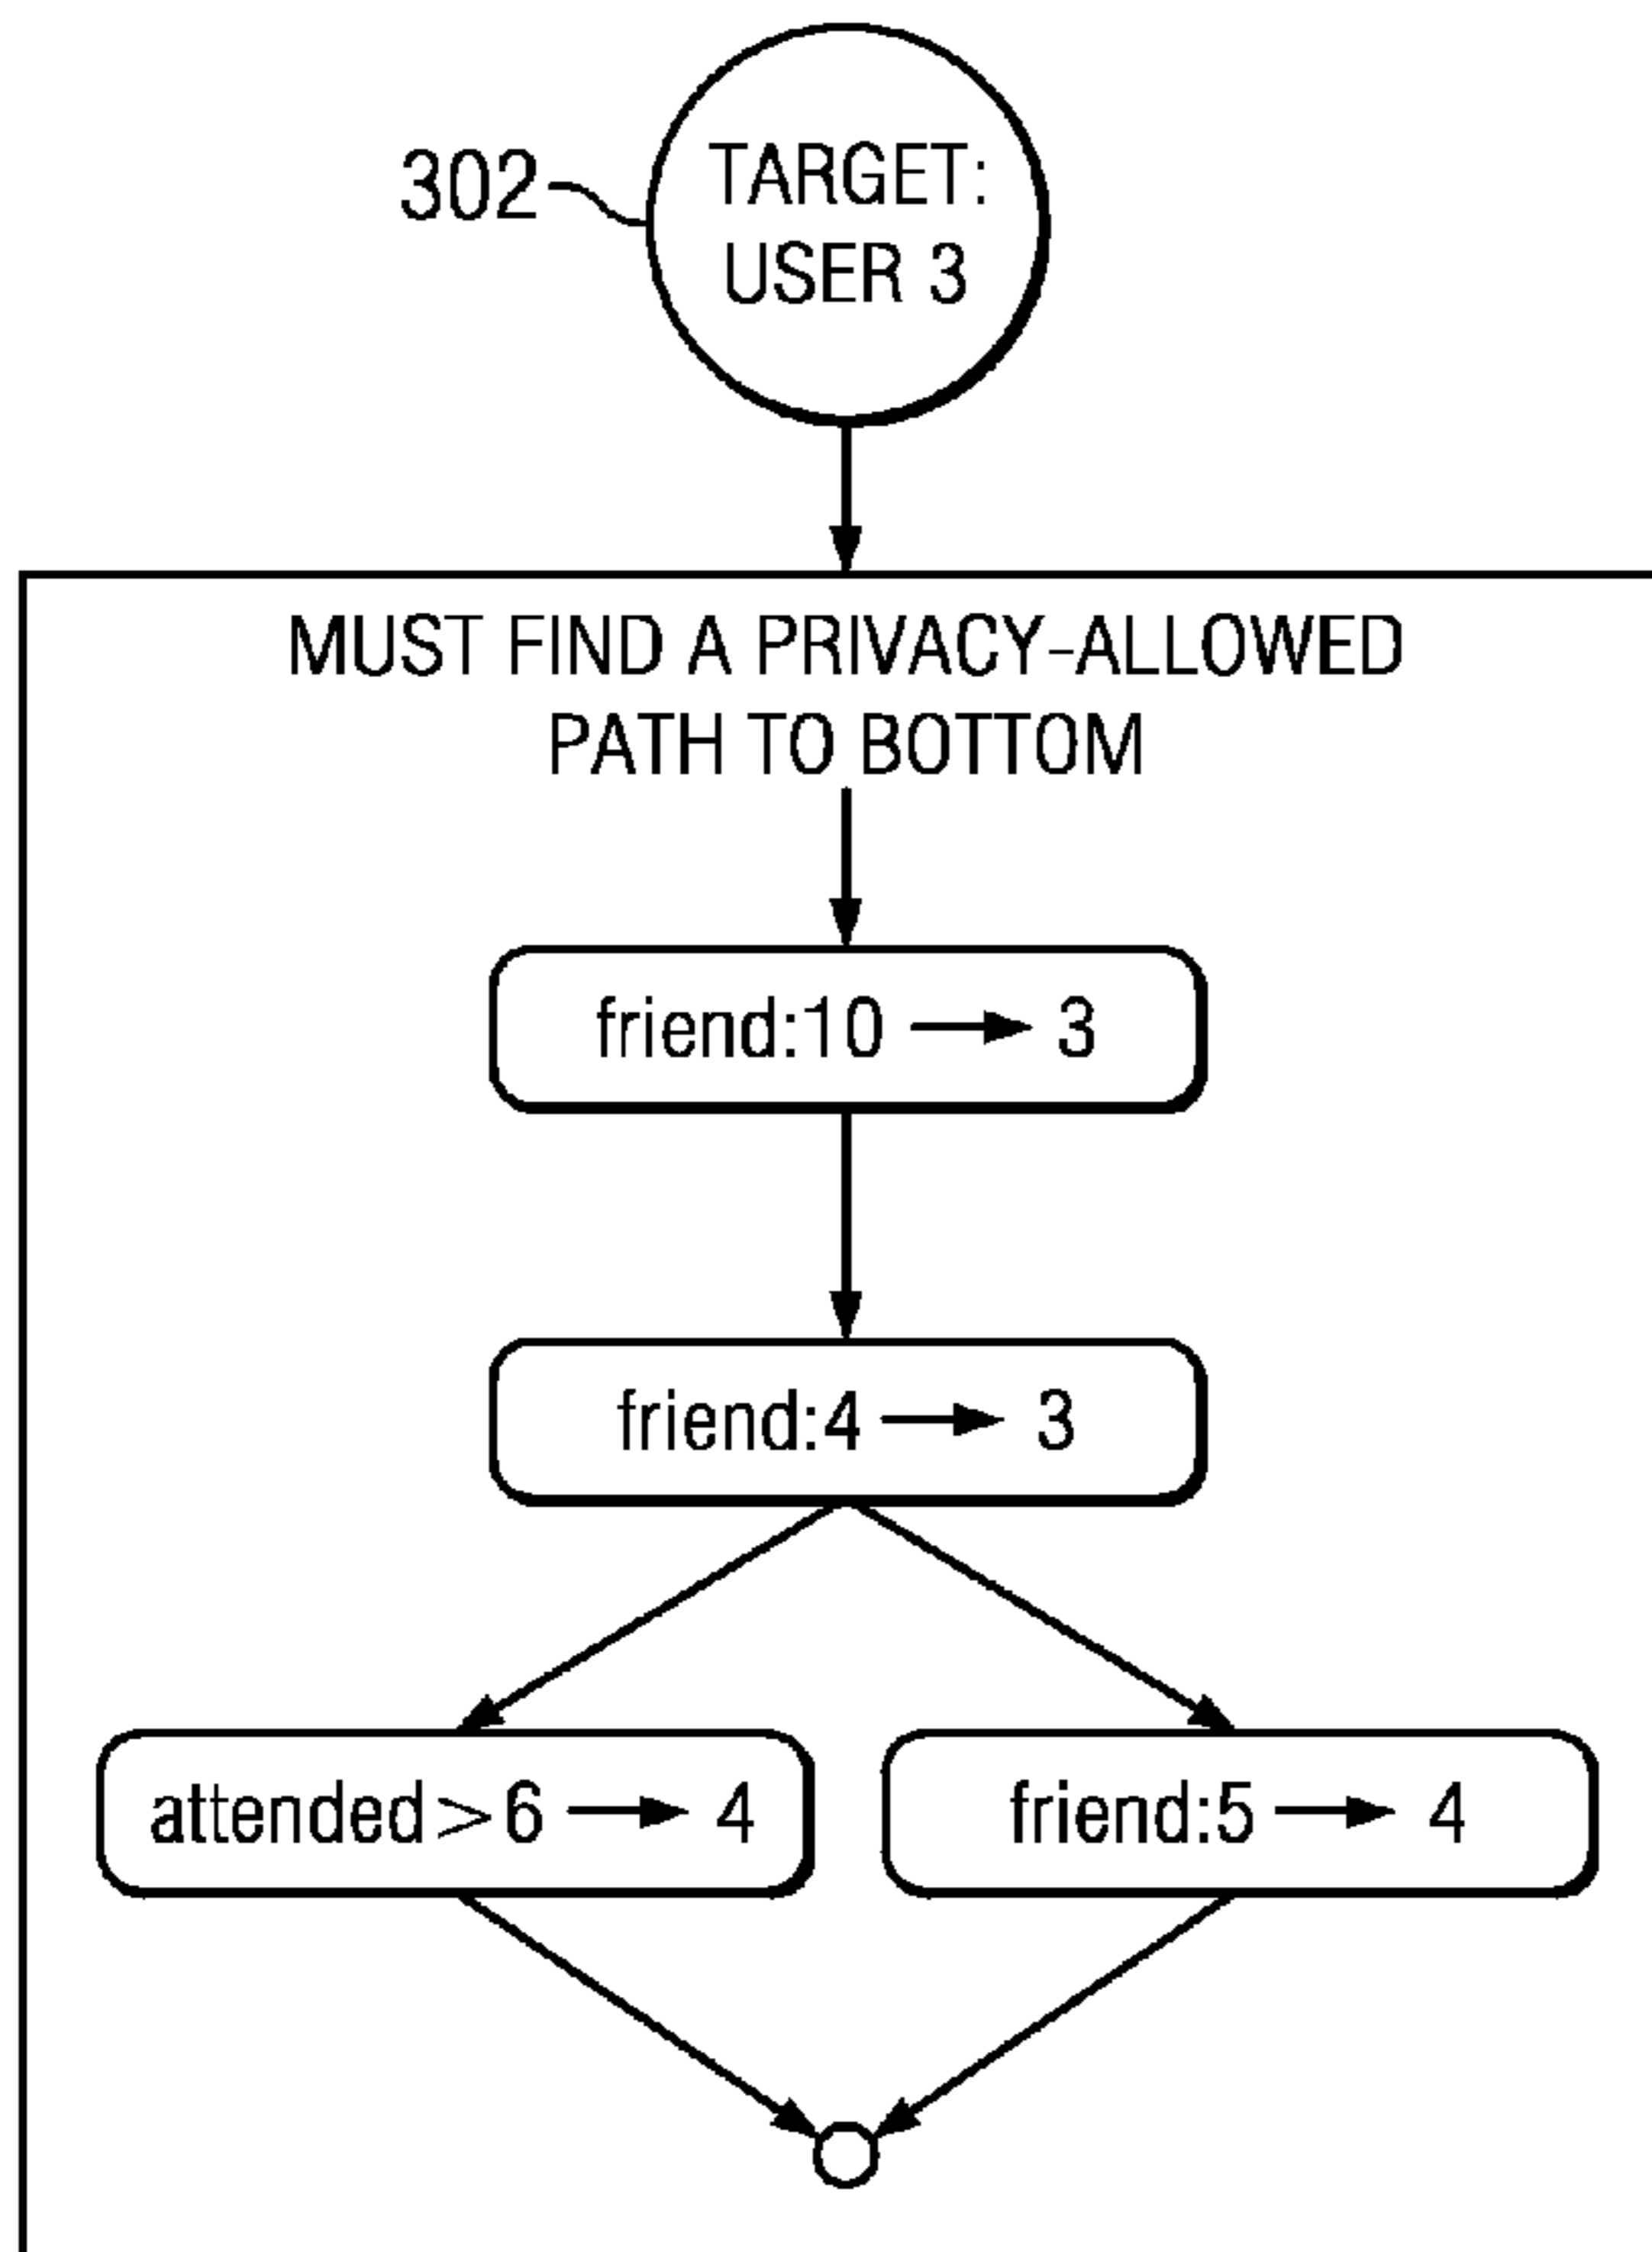 302
TARGET:
USER 3
MUST FIND A PRIVACY-ALLOWED
PATH TO BOTTOM
friend:10 → 3
friend:4 → 3
attended>6 → 4
friend:5 → 4